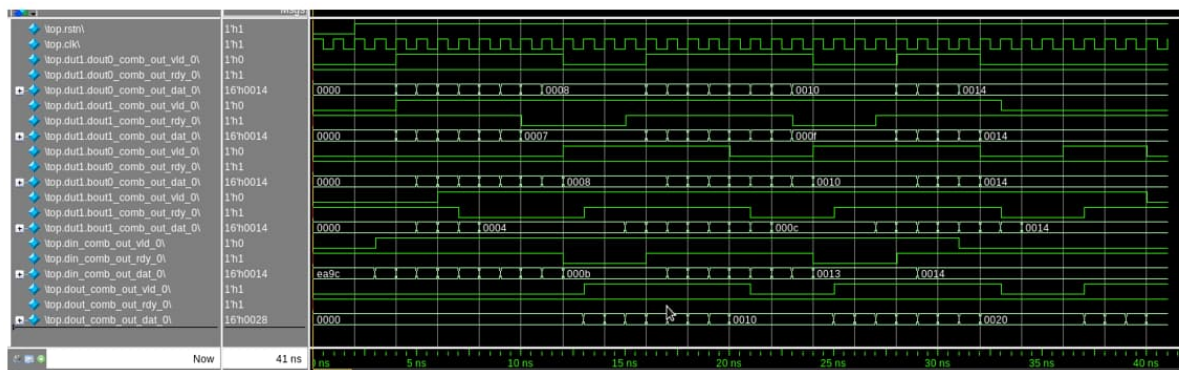 Msgs
\top.rstn\ 1'h1
\top.clk\ 1'h1
\top.dut1.dout0_comb_out_vld_0\ 1'h0
\top.dut1.dout0_comb_out_rdy_0\ 1'h1
\top.dut1.dout0_comb_out_dat_0\ 16'h0014 0000 0008 0010 0014
\top.dut1.dout1_comb_out_vld_0\ 1'h0
\top.dut1.dout1_comb_out_rdy_0\ 1'h1
\top.dut1.dout1_comb_out_dat_0\ 16'h0014 0000 0007 000f 0014
\top.dut1.bout0_comb_out_vld_0\ 1'h0
\top.dut1.bout0_comb_out_rdy_0\ 1'h1
\top.dut1.bout0_comb_out_dat_0\ 16'h0014 0000 0008 0010 0014
\top.dut1.bout1_comb_out_vld_0\ 1'h0
\top.dut1.bout1_comb_out_rdy_0\ 1'h1
\top.dut1.bout1_comb_out_dat_0\ 16'h0014 0000 0004 000c 0014
\top.din_comb_out_vld_0\ 1'h0
\top.din_comb_out_rdy_0\ 1'h1
\top.din_comb_out_dat_0\ 16'h0014 ea9c 000b 0013 0014
\top.dout_comb_out_vld_0\ 1'h1
\top.dout_comb_out_rdy_0\ 1'h1
\top.dout_comb_out_dat_0\ 16'h0028 0000 0010 0020
Now 41 ns ns 5 ns 10 ns 15 ns 20 ns 25 ns 30 ns 35 ns 40 ns